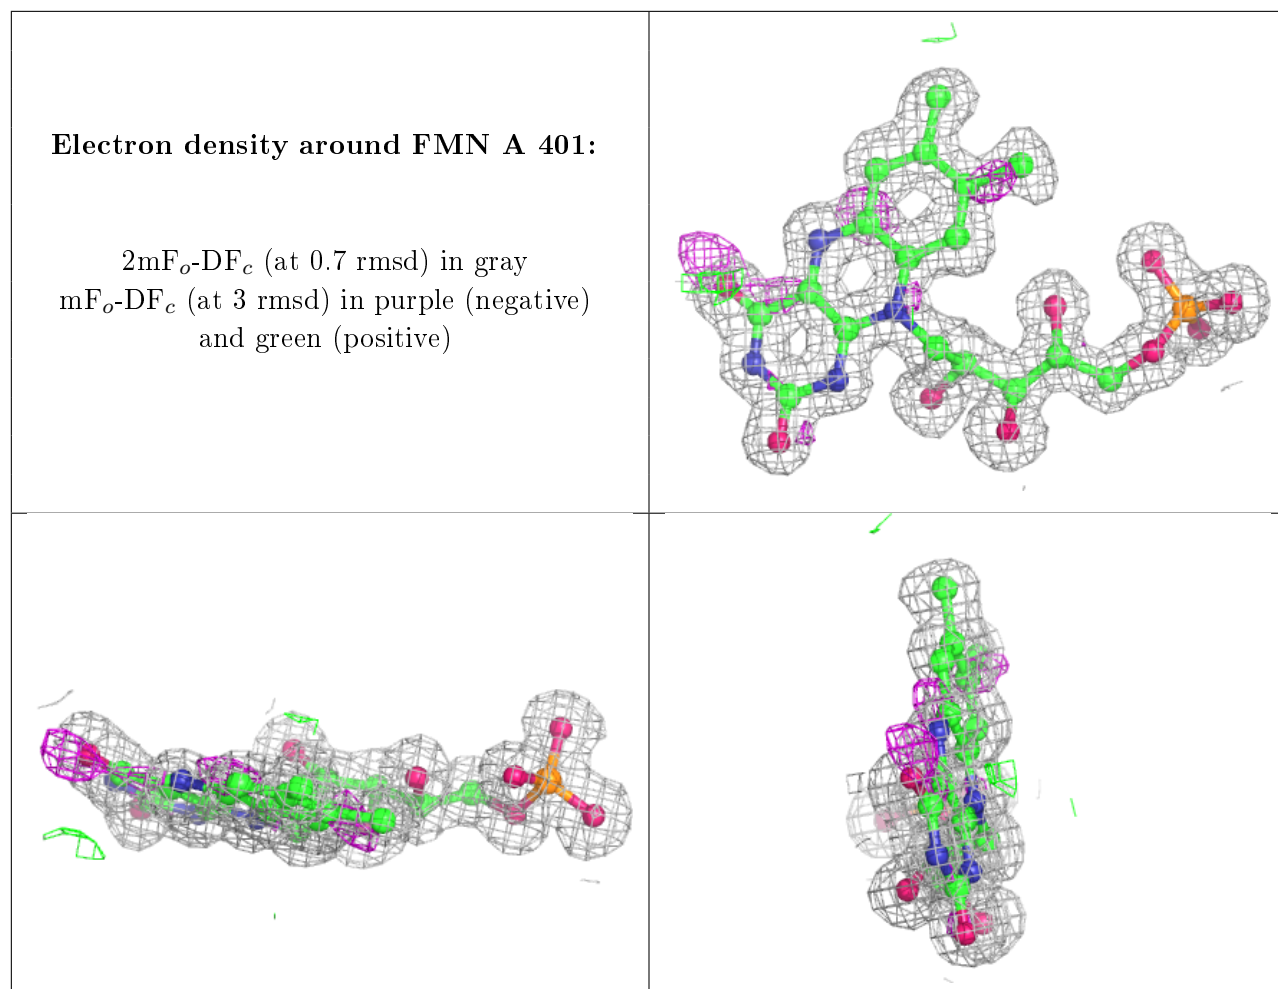 Electron density around FMN A 401:
2mFₒ-DF𝒸 (at 0.7 rmsd) in gray
mFₒ-DF𝒸 (at 3 rmsd) in purple (negative)
and green (positive)